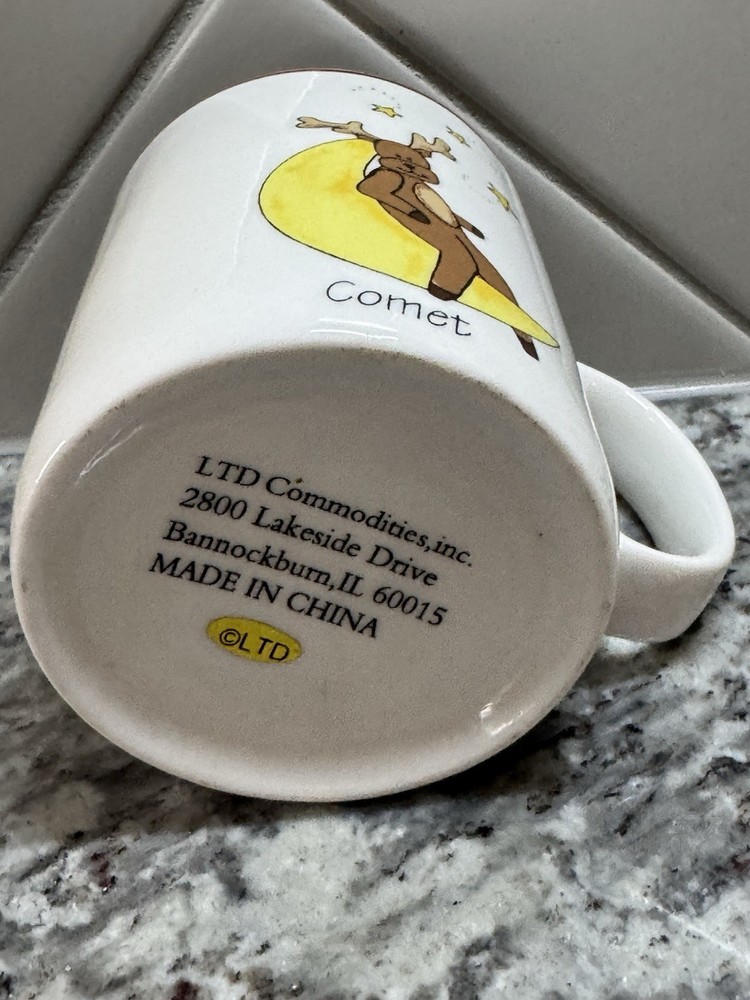 Comet
LTD Commodities,inc.
2800 Lakeside Drive
Bannockburn,IL 60015
MADE IN CHINA
©LTD